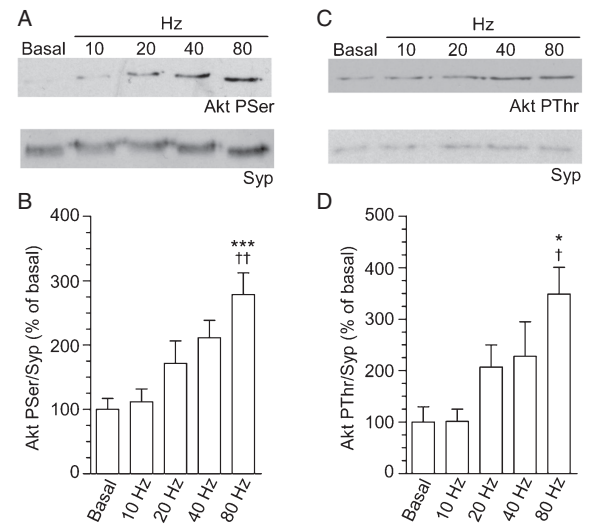 A
Hz
Basal 10 20 40 80
Akt PSer
Syp
B
Akt PSer/Syp (% of basal)
400
300
200
100
0
***
††
Basal
10 Hz
20 Hz
40 Hz
80 Hz
C
Hz
Basal 10 20 40 80
Akt PThr
Syp
D
Akt PThr/Syp (% of basal)
500
400
300
200
100
0
*
†
Basal
10 Hz
20 Hz
40 Hz
80 Hz